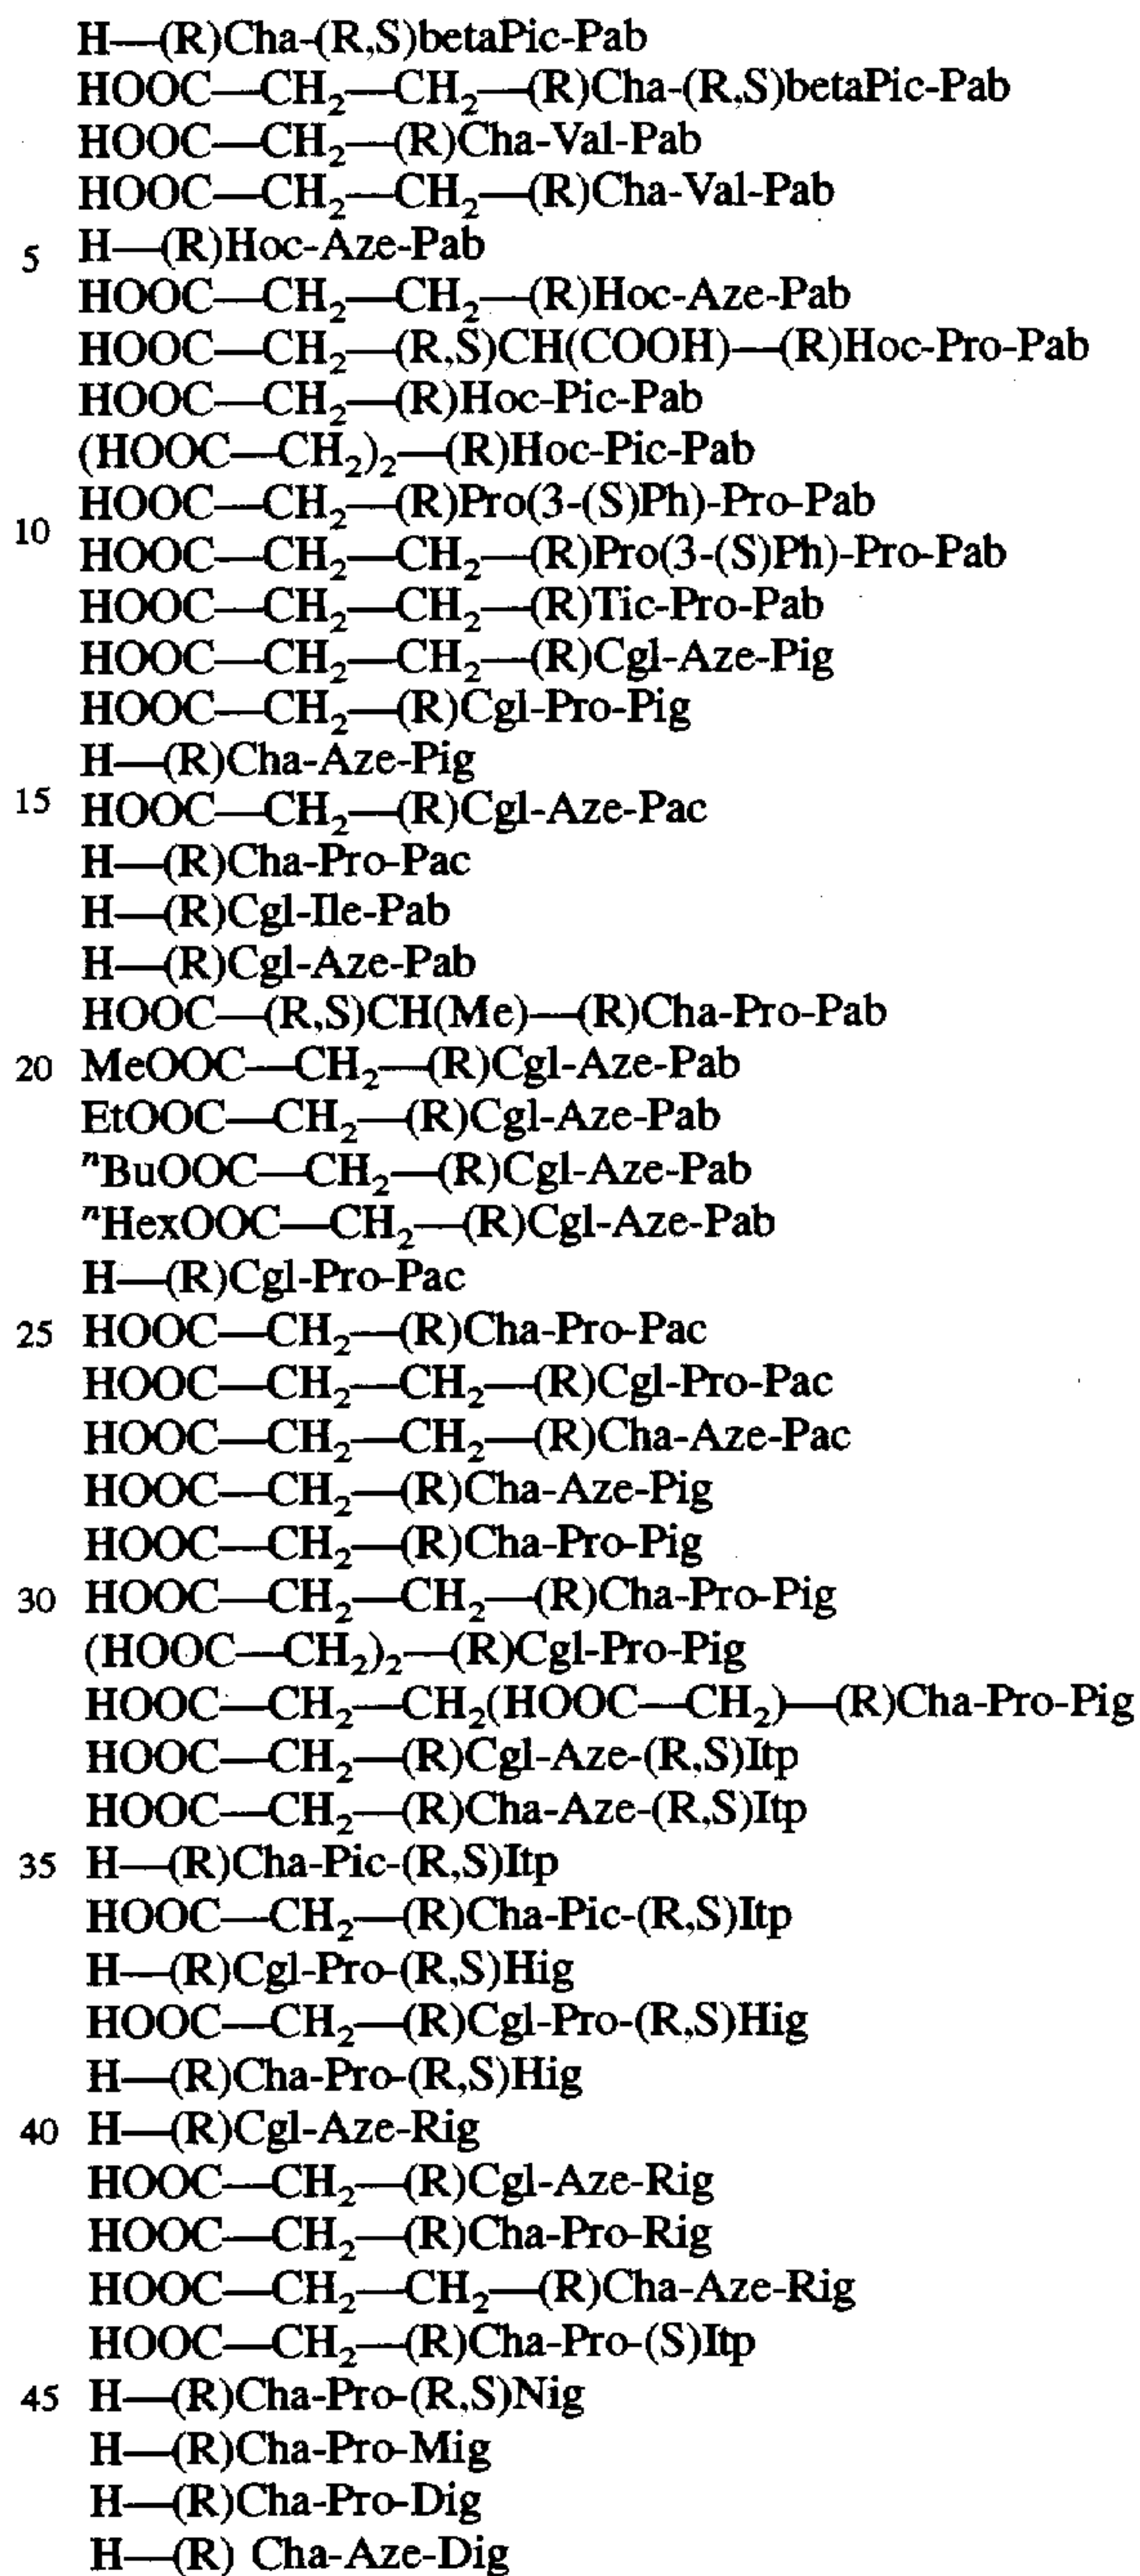 H—(R)Cha-(R,S)betaPic-Pab
HOOC—CH₂—CH₂—(R)Cha-(R,S)betaPic-Pab
HOOC—CH₂—(R)Cha-Val-Pab
HOOC—CH₂—CH₂—(R)Cha-Val-Pab
5 H—(R)Hoc-Aze-Pab
HOOC—CH₂—CH₂—(R)Hoc-Aze-Pab
HOOC—CH₂—(R,S)CH(COOH)—(R)Hoc-Pro-Pab
HOOC—CH₂—(R)Hoc-Pic-Pab
(HOOC—CH₂)₂—(R)Hoc-Pic-Pab
10 HOOC—CH₂—(R)Pro(3-(S)Ph)-Pro-Pab
HOOC—CH₂—CH₂—(R)Pro(3-(S)Ph)-Pro-Pab
HOOC—CH₂—CH₂—(R)Tic-Pro-Pab
HOOC—CH₂—CH₂—(R)Cgl-Aze-Pig
HOOC—CH₂—(R)Cgl-Pro-Pig
H—(R)Cha-Aze-Pig
15 HOOC—CH₂—(R)Cgl-Aze-Pac
H—(R)Cha-Pro-Pac
H—(R)Cgl-Ile-Pab
H—(R)Cgl-Aze-Pab
HOOC—(R,S)CH(Me)—(R)Cha-Pro-Pab
20 MeOOC—CH₂—(R)Cgl-Aze-Pab
EtOOC—CH₂—(R)Cgl-Aze-Pab
ⁿBuOOC—CH₂—(R)Cgl-Aze-Pab
ⁿHexOOC—CH₂—(R)Cgl-Aze-Pab
H—(R)Cgl-Pro-Pac
25 HOOC—CH₂—(R)Cha-Pro-Pac
HOOC—CH₂—CH₂—(R)Cgl-Pro-Pac
HOOC—CH₂—CH₂—(R)Cha-Aze-Pac
HOOC—CH₂—(R)Cha-Aze-Pig
HOOC—CH₂—(R)Cha-Pro-Pig
30 HOOC—CH₂—CH₂—(R)Cha-Pro-Pig
(HOOC—CH₂)₂—(R)Cgl-Pro-Pig
HOOC—CH₂—CH₂(HOOC—CH₂)—(R)Cha-Pro-Pig
HOOC—CH₂—(R)Cgl-Aze-(R,S)Itp
HOOC—CH₂—(R)Cha-Aze-(R,S)Itp
35 H—(R)Cha-Pic-(R,S)Itp
HOOC—CH₂—(R)Cha-Pic-(R,S)Itp
H—(R)Cgl-Pro-(R,S)Hig
HOOC—CH₂—(R)Cgl-Pro-(R,S)Hig
H—(R)Cha-Pro-(R,S)Hig
40 H—(R)Cgl-Aze-Rig
HOOC—CH₂—(R)Cgl-Aze-Rig
HOOC—CH₂—(R)Cha-Pro-Rig
HOOC—CH₂—CH₂—(R)Cha-Aze-Rig
HOOC—CH₂—(R)Cha-Pro-(S)Itp
45 H—(R)Cha-Pro-(R,S)Nig
H—(R)Cha-Pro-Mig
H—(R)Cha-Pro-Dig
H—(R) Cha-Aze-Dig